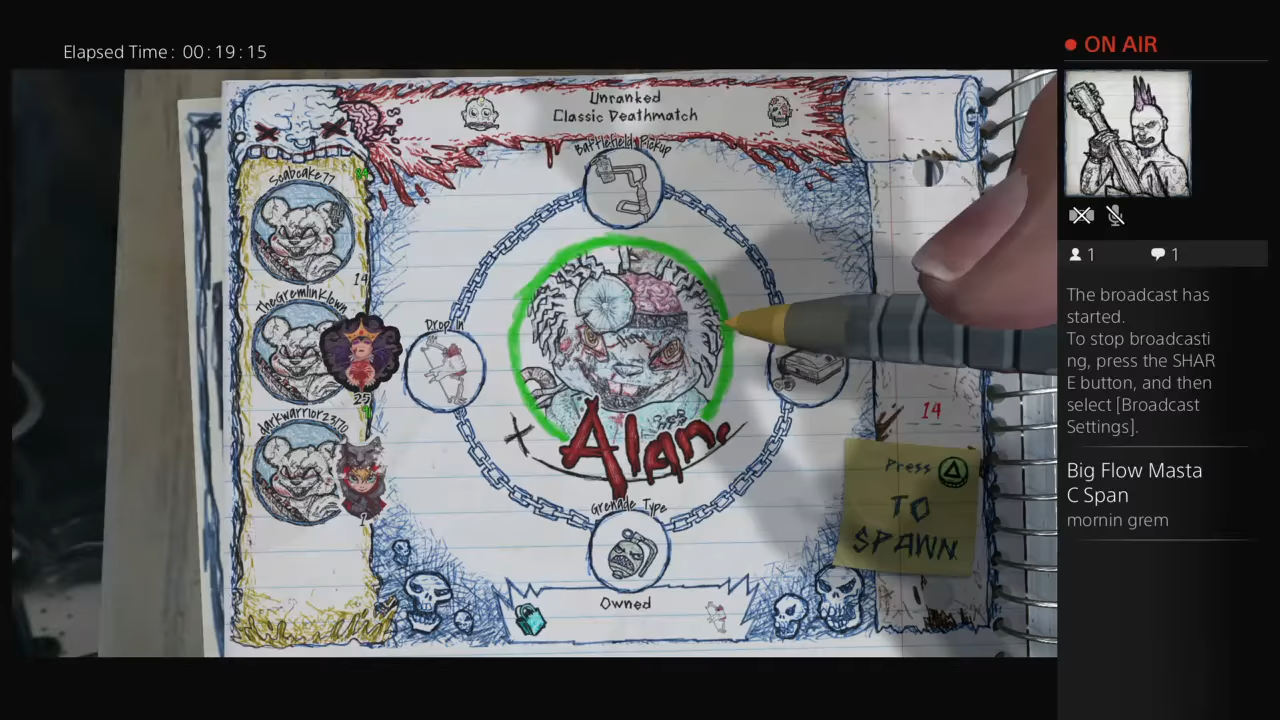 Elapsed Time: 00:19:15
ON AIR
Unranked
Classic Deathmatch
Battlefield Pickup
Scabcake77
14
TheGremlinKlown
25
darkwarrior2370
Drop In
Alan
Grenade Type
Owned
14
Press
TO
SPAWN
1
1
The broadcast has
started.
To stop broadcasti
ng, press the SHAR
E button, and then
select [Broadcast
Settings].
Big Flow Masta
C Span
mornin grem